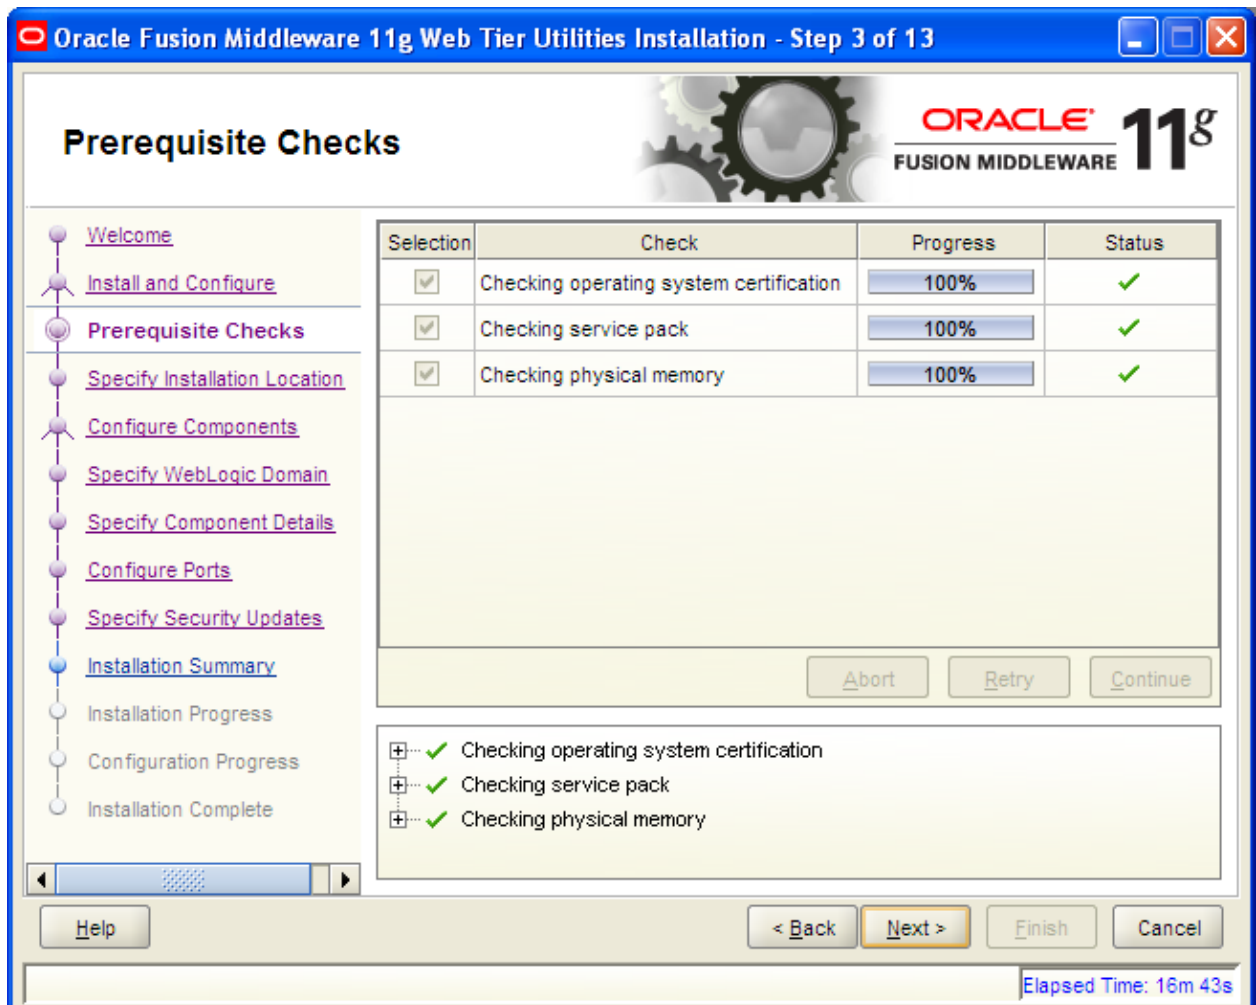 Oracle Fusion Middleware 11g Web Tier Utilities Installation - Step 3 of 13
Prerequisite Checks
ORACLE®
FUSION MIDDLEWARE
11g
Welcome
Install and Configure
Prerequisite Checks
Specify Installation Location
Configure Components
Specify WebLogic Domain
Specify Component Details
Configure Ports
Specify Security Updates
Installation Summary
Installation Progress
Configuration Progress
Installation Complete
Selection Check Progress Status
Checking operating system certification 100%
Checking service pack 100%
Checking physical memory 100%
Abort Retry Continue
Checking operating system certification
Checking service pack
Checking physical memory
Help < Back Next > Finish Cancel
Elapsed Time: 16m 43s